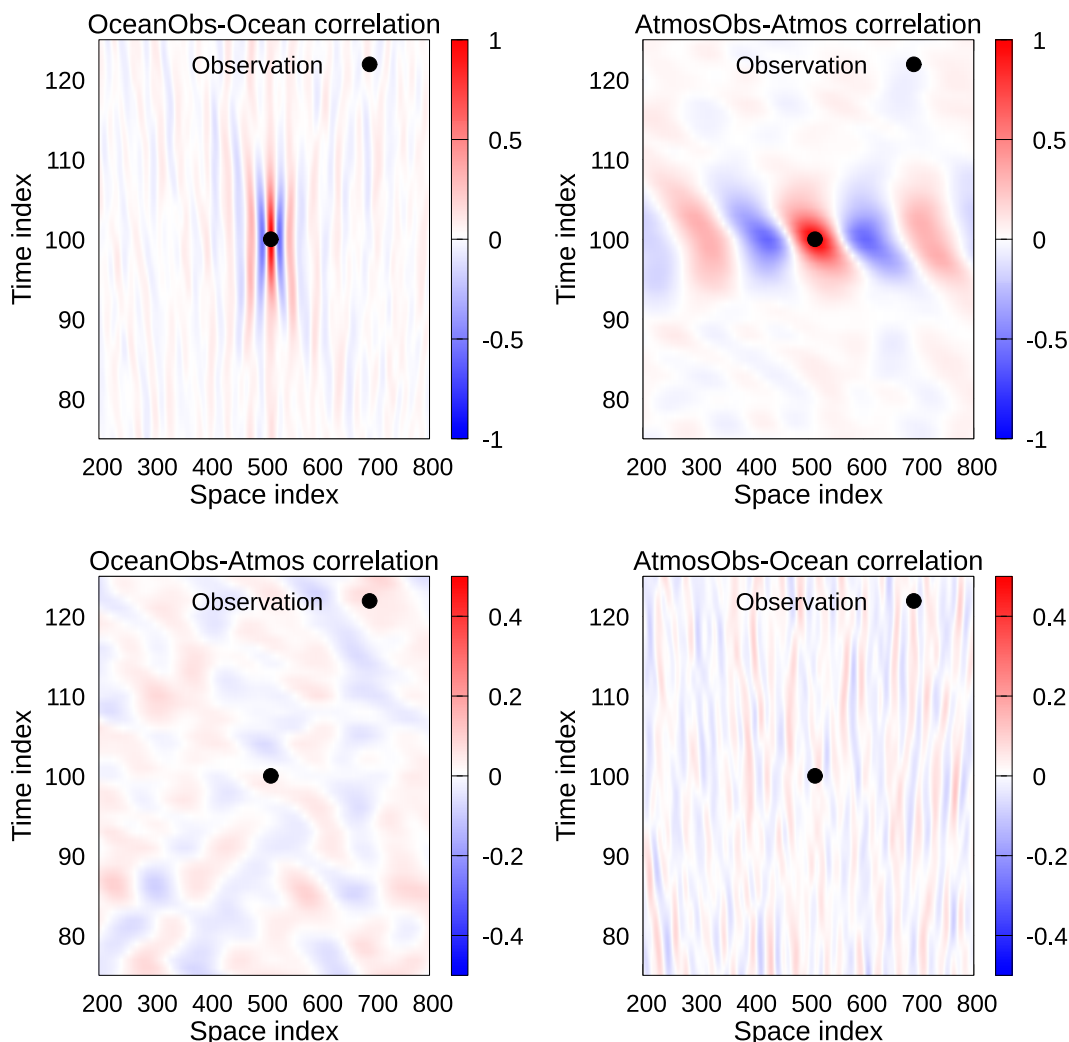 OceanObs-Ocean correlation
Observation
Time index
120
110
100
90
80
200 300 400 500 600 700 800
Space index
1
0.5
0
-0.5
-1
AtmosObs-Atmos correlation
Observation
Time index
120
110
100
90
80
200 300 400 500 600 700 800
Space index
1
0.5
0
-0.5
-1
OceanObs-Atmos correlation
Observation
Time index
120
110
100
90
80
200 300 400 500 600 700 800
Space index
0.4
0.2
0
-0.2
-0.4
AtmosObs-Ocean correlation
Observation
Time index
120
110
100
90
80
200 300 400 500 600 700 800
Space index
0.4
0.2
0
-0.2
-0.4